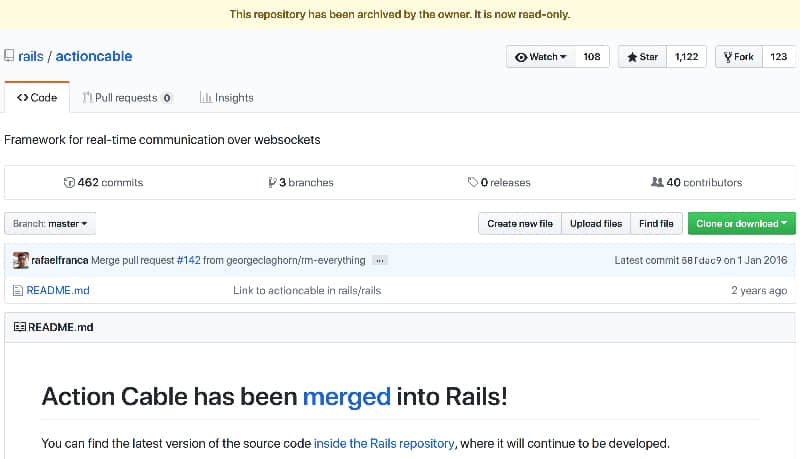 This repository has been archived by the owner. It is now read-only.
rails / actioncable
Watch 108 Star 1,122 Fork 123
Code Pull requests 0 Insights
Framework for real-time communication over websockets
462 commits 3 branches 0 releases 40 contributors
Branch: master Create new file Upload files Find file Clone or download
rafaelfranca Merge pull request #142 from georgeclaghorn/rm-everything ... Latest commit 58fdac9 on 1 Jan 2016
README.md Link to actioncable in rails/rails 2 years ago
README.md
Action Cable has been merged into Rails!
You can find the latest version of the source code inside the Rails repository, where it will continue to be developed.